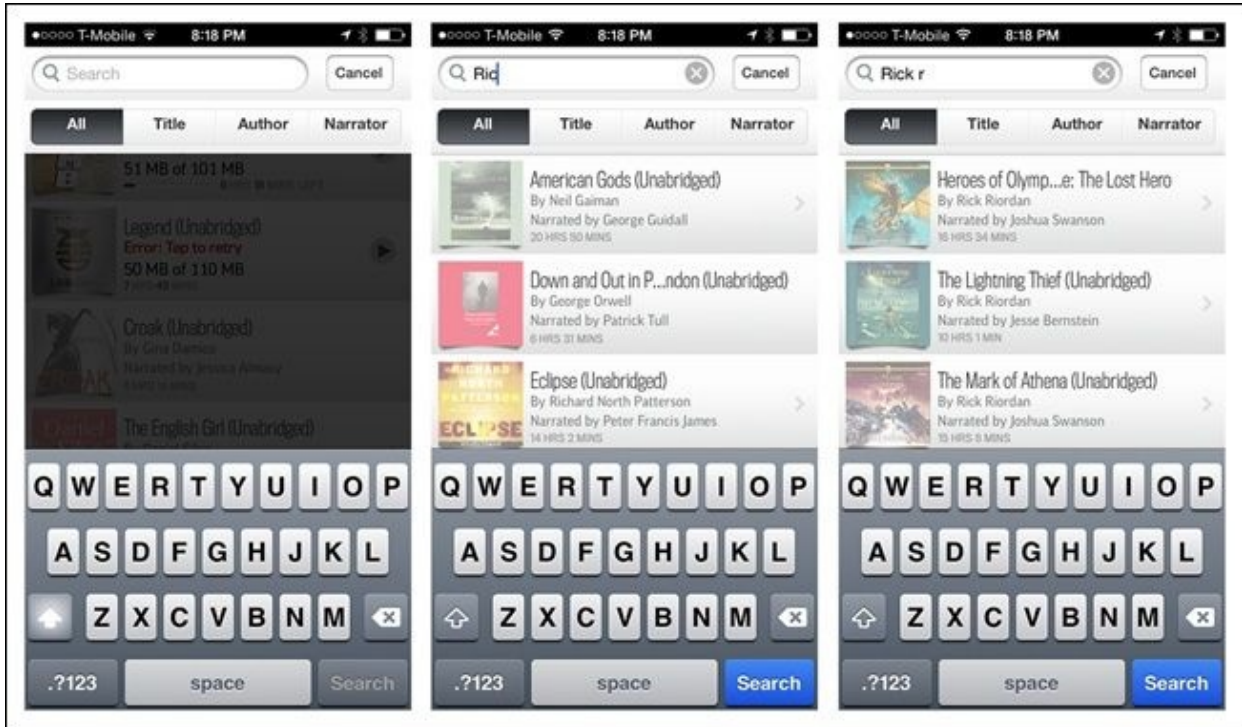 T-Mobile 8:18 PM
Search
Cancel
All Title Author Narrator
51 MB of 101 MB
Legend (Unabridged)
Error: Tap to retry
50 MB of 110 MB
Croak (Unabridged)
By Gina Damico
Narrated by Jessica Almasy
The English Girl (Unabridged)
Q W E R T Y U I O P
A S D F G H J K L
Z X C V B N M
.?123 space Search
T-Mobile 8:18 PM
Ric
Cancel
All Title Author Narrator
American Gods (Unabridged)
By Neil Gaiman
Narrated by George Guidall
20 HRS 50 MINS
Down and Out in P...ndon (Unabridged)
By George Orwell
Narrated by Patrick Tull
6 HRS 31 MINS
RICHARD
NORTH
PATTERSON
ECLIPSE
Eclipse (Unabridged)
By Richard North Patterson
Narrated by Peter Francis James
14 HRS 2 MINS
Q W E R T Y U I O P
A S D F G H J K L
Z X C V B N M
.?123 space Search
T-Mobile 8:18 PM
Rick r
Cancel
All Title Author Narrator
Heroes of Olymp...e: The Lost Hero
By Rick Riordan
Narrated by Joshua Swanson
16 HRS 34 MINS
The Lightning Thief (Unabridged)
By Rick Riordan
Narrated by Jesse Bernstein
10 HRS 1 MIN
The Mark of Athena (Unabridged)
By Rick Riordan
Narrated by Joshua Swanson
15 HRS 8 MINS
Q W E R T Y U I O P
A S D F G H J K L
Z X C V B N M
.?123 space Search